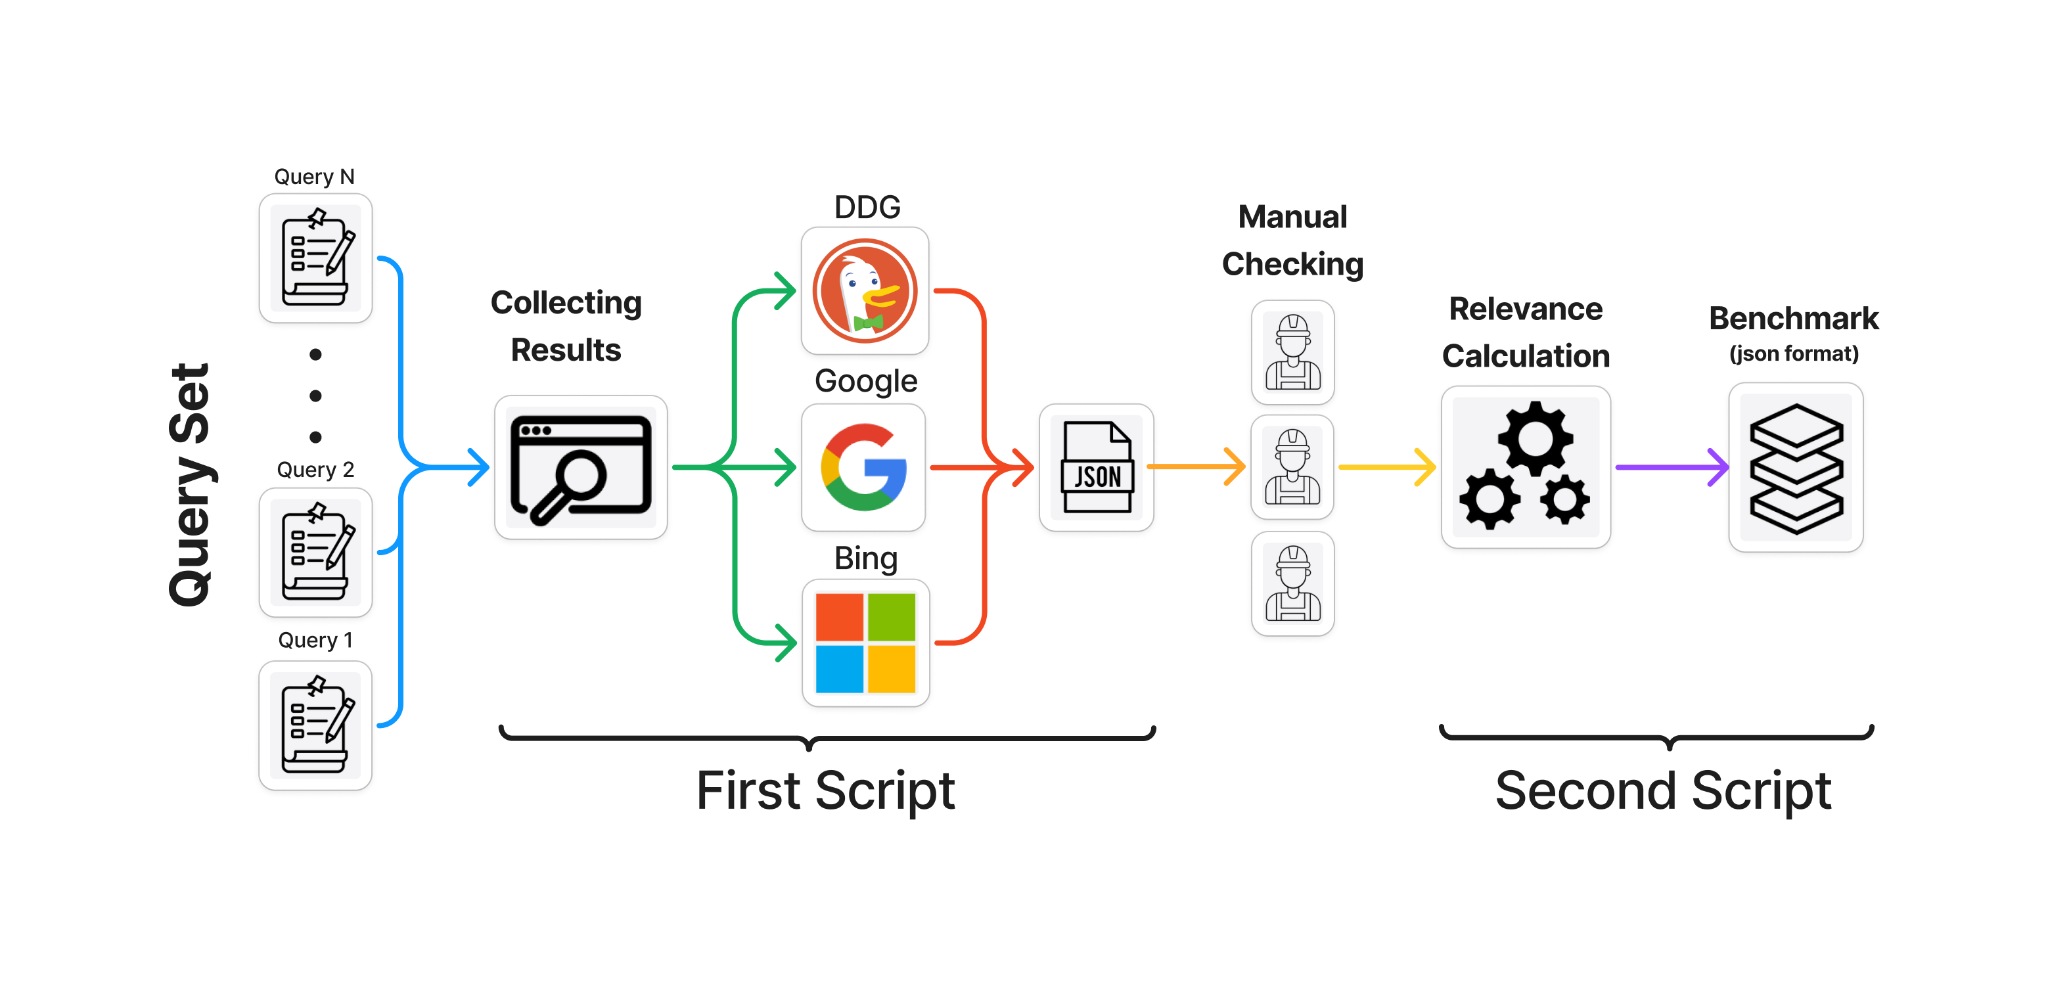 Query Set
Query N
Query 2
Query 1
Collecting
Results
DDG
Google
Bing
JSON
Manual
Checking
Relevance
Calculation
Benchmark
(json format)
First Script
Second Script